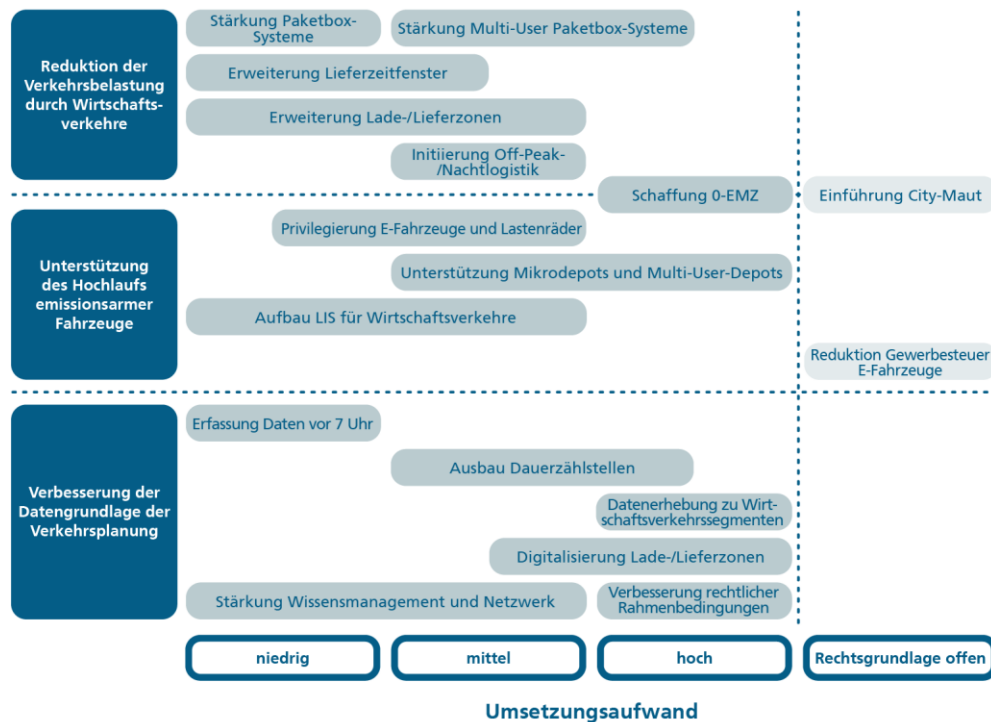 Reduktion der
Verkehrsbelastung
durch Wirtschafts-
verkehre
Stärkung Paketbox-
Systeme
Stärkung Multi-User Paketbox-Systeme
Erweiterung Lieferzeitfenster
Erweiterung Lade-/Lieferzonen
Initiierung Off-Peak-
/Nachtlogistik
Schaffung 0-EMZ
Einführung City-Maut
Unterstützung
des Hochlaufs
emissionsarmer
Fahrzeuge
Privilegierung E-Fahrzeuge und Lastenräder
Unterstützung Mikrodepots und Multi-User-Depots
Aufbau LIS für Wirtschaftsverkehre
Reduktion Gewerbesteuer
E-Fahrzeuge
Verbesserung der
Datengrundlage der
Verkehrsplanung
Erfassung Daten vor 7 Uhr
Ausbau Dauerzählstellen
Datenerhebung zu Wirt-
schaftsverkehrssegmenten
Digitalisierung Lade-/Lieferzonen
Stärkung Wissensmanagement und Netzwerk
Verbesserung rechtlicher
Rahmenbedingungen
niedrig
mittel
hoch
Rechtsgrundlage offen
Umsetzungsaufwand